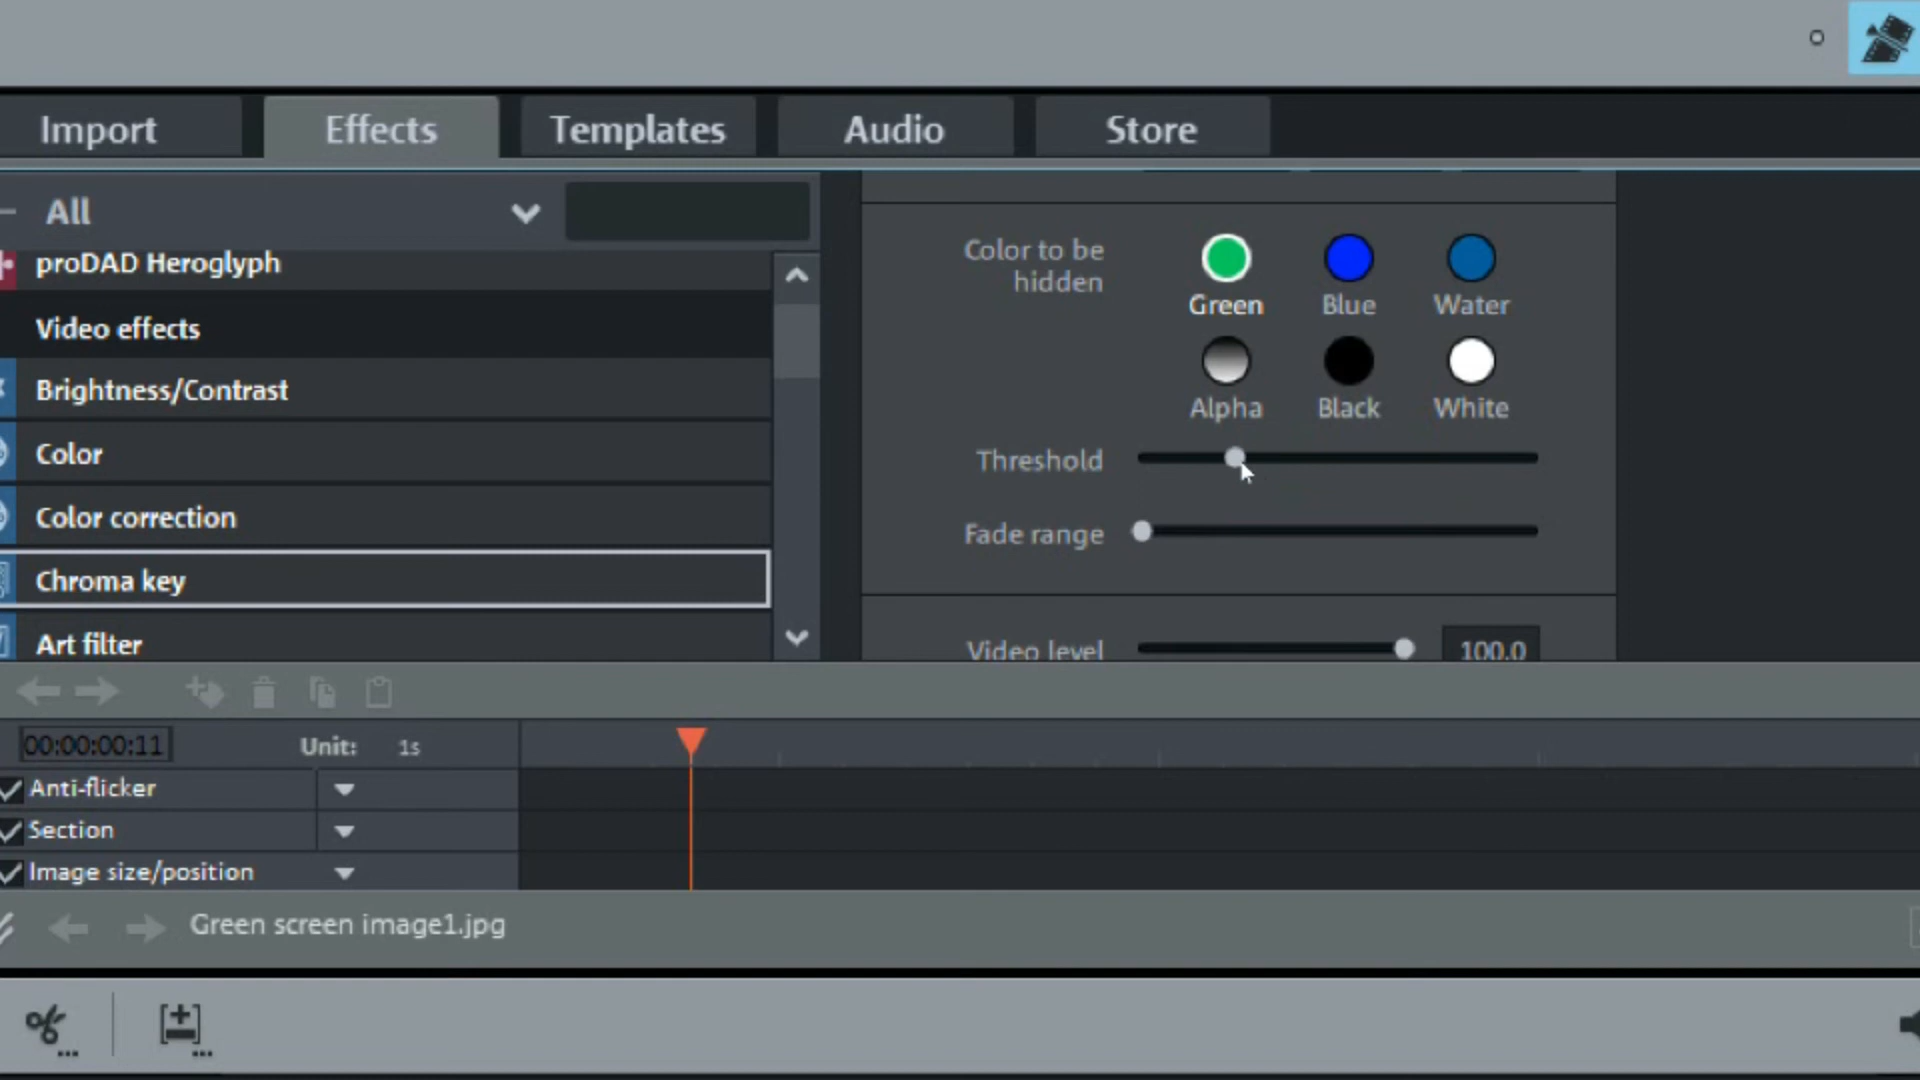 Import
Effects
Templates
Audio
Store
All
proDAD Heroglyph
Video effects
Brightness/Contrast
Color
Color correction
Chroma key
Art filter
Color to be
hidden
Green
Blue
Water
Alpha
Black
White
Threshold
Fade range
Video level
100.0
00:00:00:11
Unit:
1s
Anti-flicker
Section
Image size/position
Green screen image1.jpg